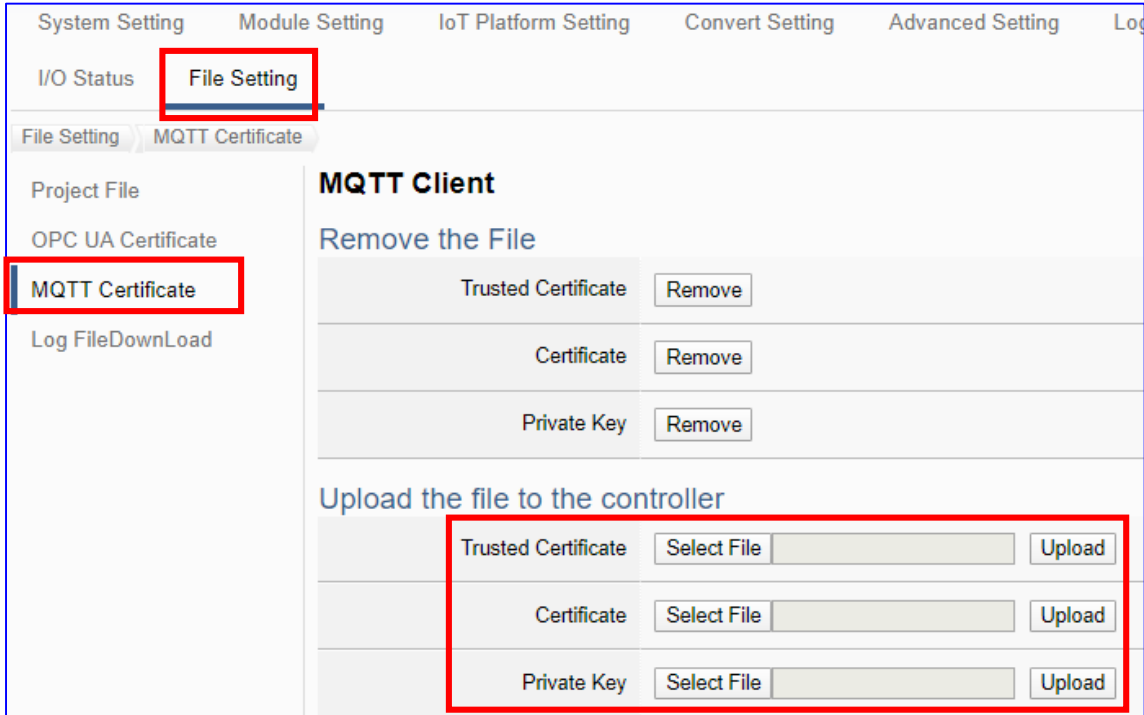 System Setting Module Setting IoT Platform Setting Convert Setting Advanced Setting Log
I/O Status File Setting
File Setting MQTT Certificate
Project File
OPC UA Certificate
MQTT Certificate
Log FileDownLoad
MQTT Client
Remove the File
Trusted Certificate Remove
Certificate Remove
Private Key Remove
Upload the file to the controller
Trusted Certificate Select File Upload
Certificate Select File Upload
Private Key Select File Upload